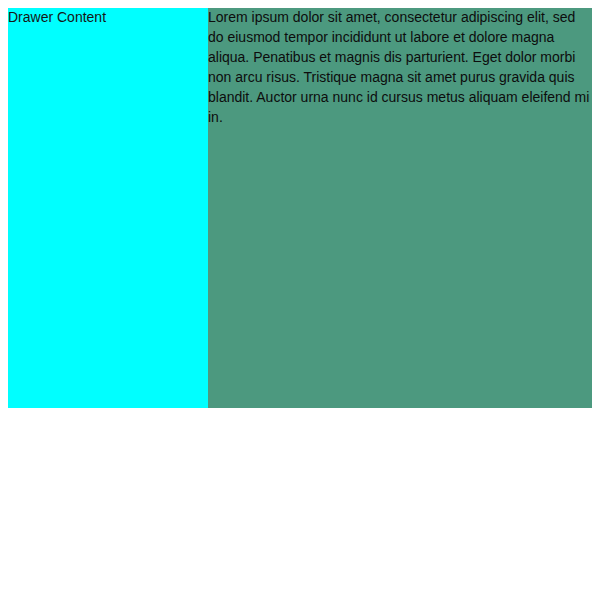 Drawer Content
Lorem ipsum dolor sit amet, consectetur adipiscing elit, sed
do eiusmod tempor incididunt ut labore et dolore magna
aliqua. Penatibus et magnis dis parturient. Eget dolor morbi
non arcu risus. Tristique magna sit amet purus gravida quis
blandit. Auctor urna nunc id cursus metus aliquam eleifend mi
in.